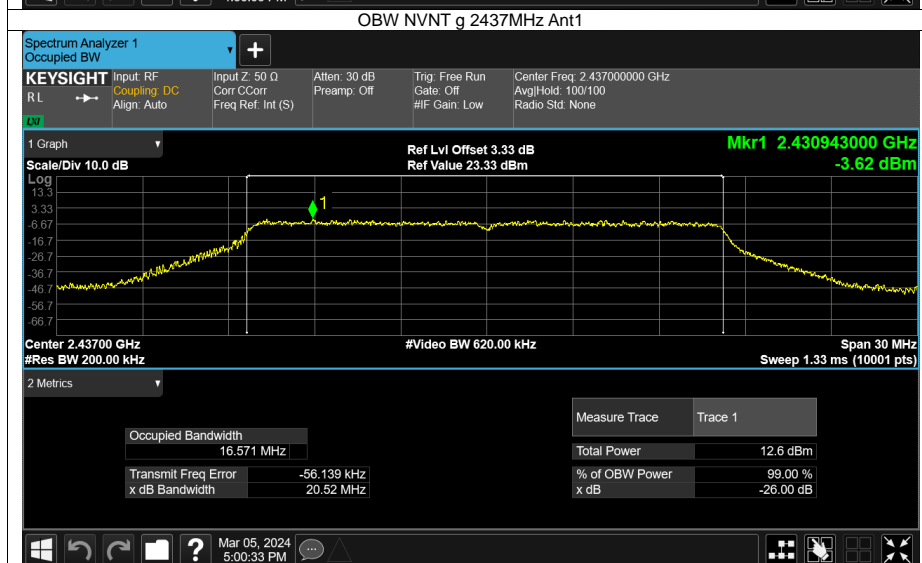 OBW NVNT g 2437MHz Ant1
Spectrum Analyzer 1
Occupied BW
+
KEYSIGHT
R L
LXI
Input: RF
Coupling: DC
Align: Auto
Input Z: 50 Ω
Corr CCorr
Freq Ref: Int (S)
Atten: 30 dB
Preamp: Off
Trig: Free Run
Gate: Off
#IF Gain: Low
Center Freq: 2.437000000 GHz
Avg|Hold: 100/100
Radio Std: None
1 Graph
Scale/Div 10.0 dB
Ref Lvl Offset 3.33 dB
Ref Value 23.33 dBm
Mkr1 2.430943000 GHz
-3.62 dBm
Log
13.3
3.33
-6.67
-16.7
-26.7
-36.7
-46.7
-56.7
-66.7
1
Center 2.43700 GHz
#Res BW 200.00 kHz
#Video BW 620.00 kHz
Span 30 MHz
Sweep 1.33 ms (10001 pts)
2 Metrics
Measure Trace Trace 1
Occupied Bandwidth
16.571 MHz
Total Power 12.6 dBm
Transmit Freq Error -56.139 kHz
% of OBW Power 99.00 %
x dB Bandwidth 20.52 MHz
x dB -26.00 dB
?
Mar 05, 2024
5:00:33 PM